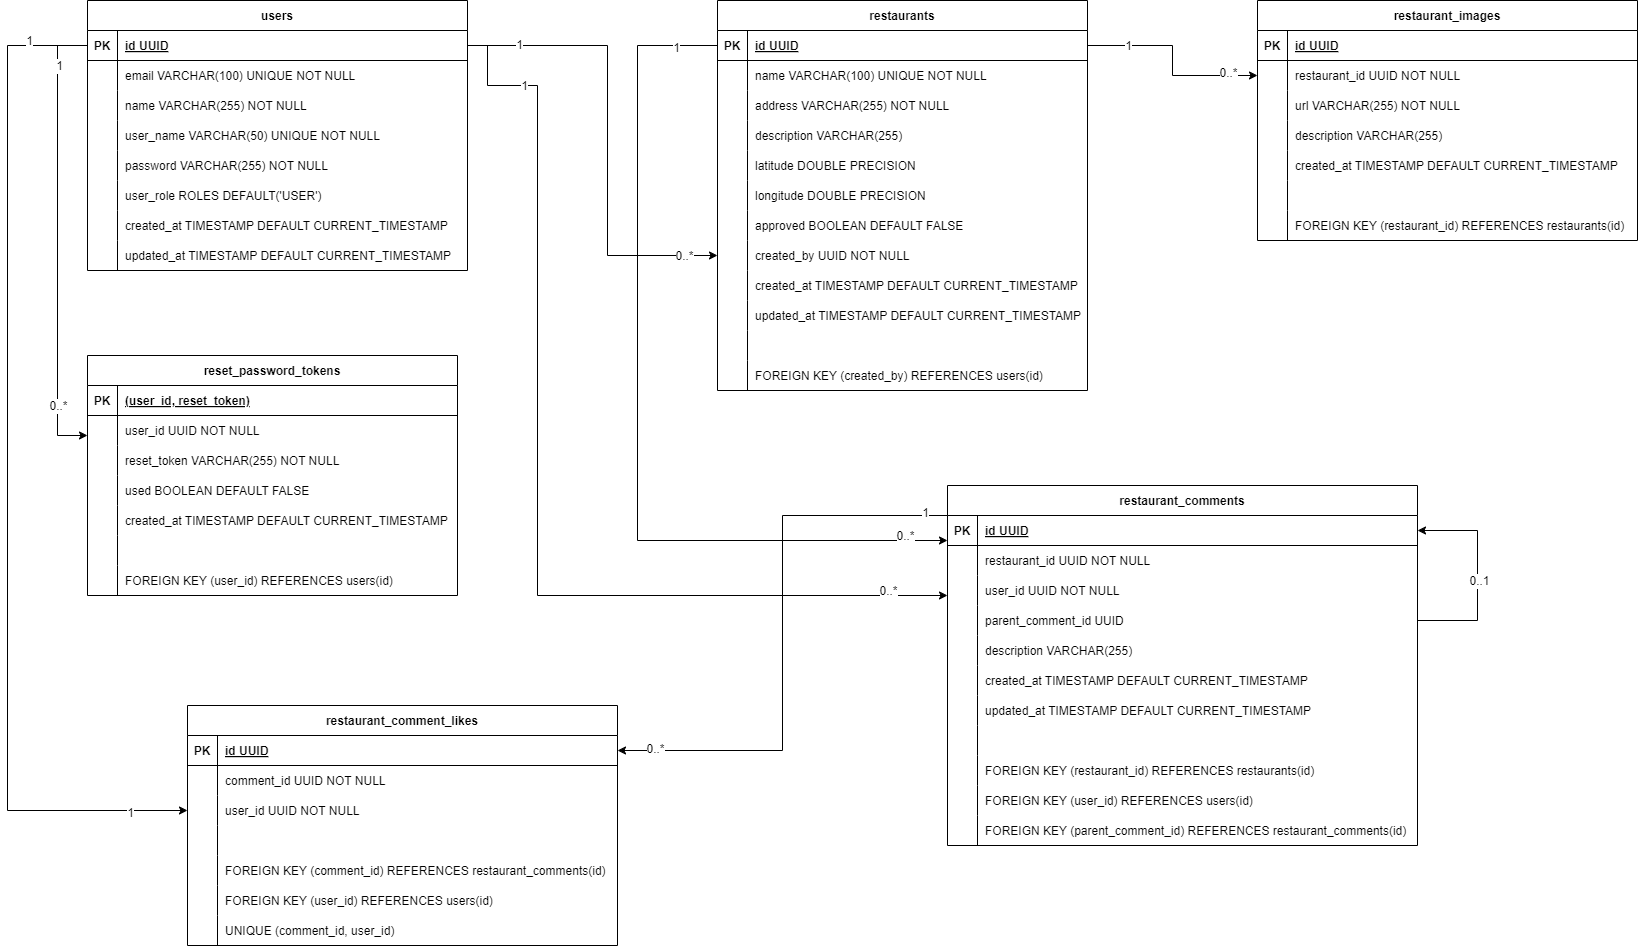 users
PK
id UUID
email VARCHAR(100) UNIQUE NOT NULL
name VARCHAR(255) NOT NULL
user_name VARCHAR(50) UNIQUE NOT NULL
password VARCHAR(255) NOT NULL
user_role ROLES DEFAULT('USER')
created_at TIMESTAMP DEFAULT CURRENT_TIMESTAMP
updated_at TIMESTAMP DEFAULT CURRENT_TIMESTAMP
1
1
1
1
0..*
restaurants
PK
id UUID
name VARCHAR(100) UNIQUE NOT NULL
address VARCHAR(255) NOT NULL
description VARCHAR(255)
latitude DOUBLE PRECISION
longitude DOUBLE PRECISION
approved BOOLEAN DEFAULT FALSE
created_by UUID NOT NULL
created_at TIMESTAMP DEFAULT CURRENT_TIMESTAMP
updated_at TIMESTAMP DEFAULT CURRENT_TIMESTAMP
FOREIGN KEY (created_by) REFERENCES users(id)
1
1
0..*
restaurant_images
PK
id UUID
restaurant_id UUID NOT NULL
url VARCHAR(255) NOT NULL
description VARCHAR(255)
created_at TIMESTAMP DEFAULT CURRENT_TIMESTAMP
FOREIGN KEY (restaurant_id) REFERENCES restaurants(id)
0..*
reset_password_tokens
PK
(user_id, reset_token)
user_id UUID NOT NULL
reset_token VARCHAR(255) NOT NULL
used BOOLEAN DEFAULT FALSE
created_at TIMESTAMP DEFAULT CURRENT_TIMESTAMP
FOREIGN KEY (user_id) REFERENCES users(id)
restaurant_comments
PK
id UUID
restaurant_id UUID NOT NULL
user_id UUID NOT NULL
parent_comment_id UUID
description VARCHAR(255)
created_at TIMESTAMP DEFAULT CURRENT_TIMESTAMP
updated_at TIMESTAMP DEFAULT CURRENT_TIMESTAMP
FOREIGN KEY (restaurant_id) REFERENCES restaurants(id)
FOREIGN KEY (user_id) REFERENCES users(id)
FOREIGN KEY (parent_comment_id) REFERENCES restaurant_comments(id)
1
0..*
0..*
0..1
restaurant_comment_likes
PK
id UUID
comment_id UUID NOT NULL
user_id UUID NOT NULL
FOREIGN KEY (comment_id) REFERENCES restaurant_comments(id)
FOREIGN KEY (user_id) REFERENCES users(id)
UNIQUE (comment_id, user_id)
0..*
1